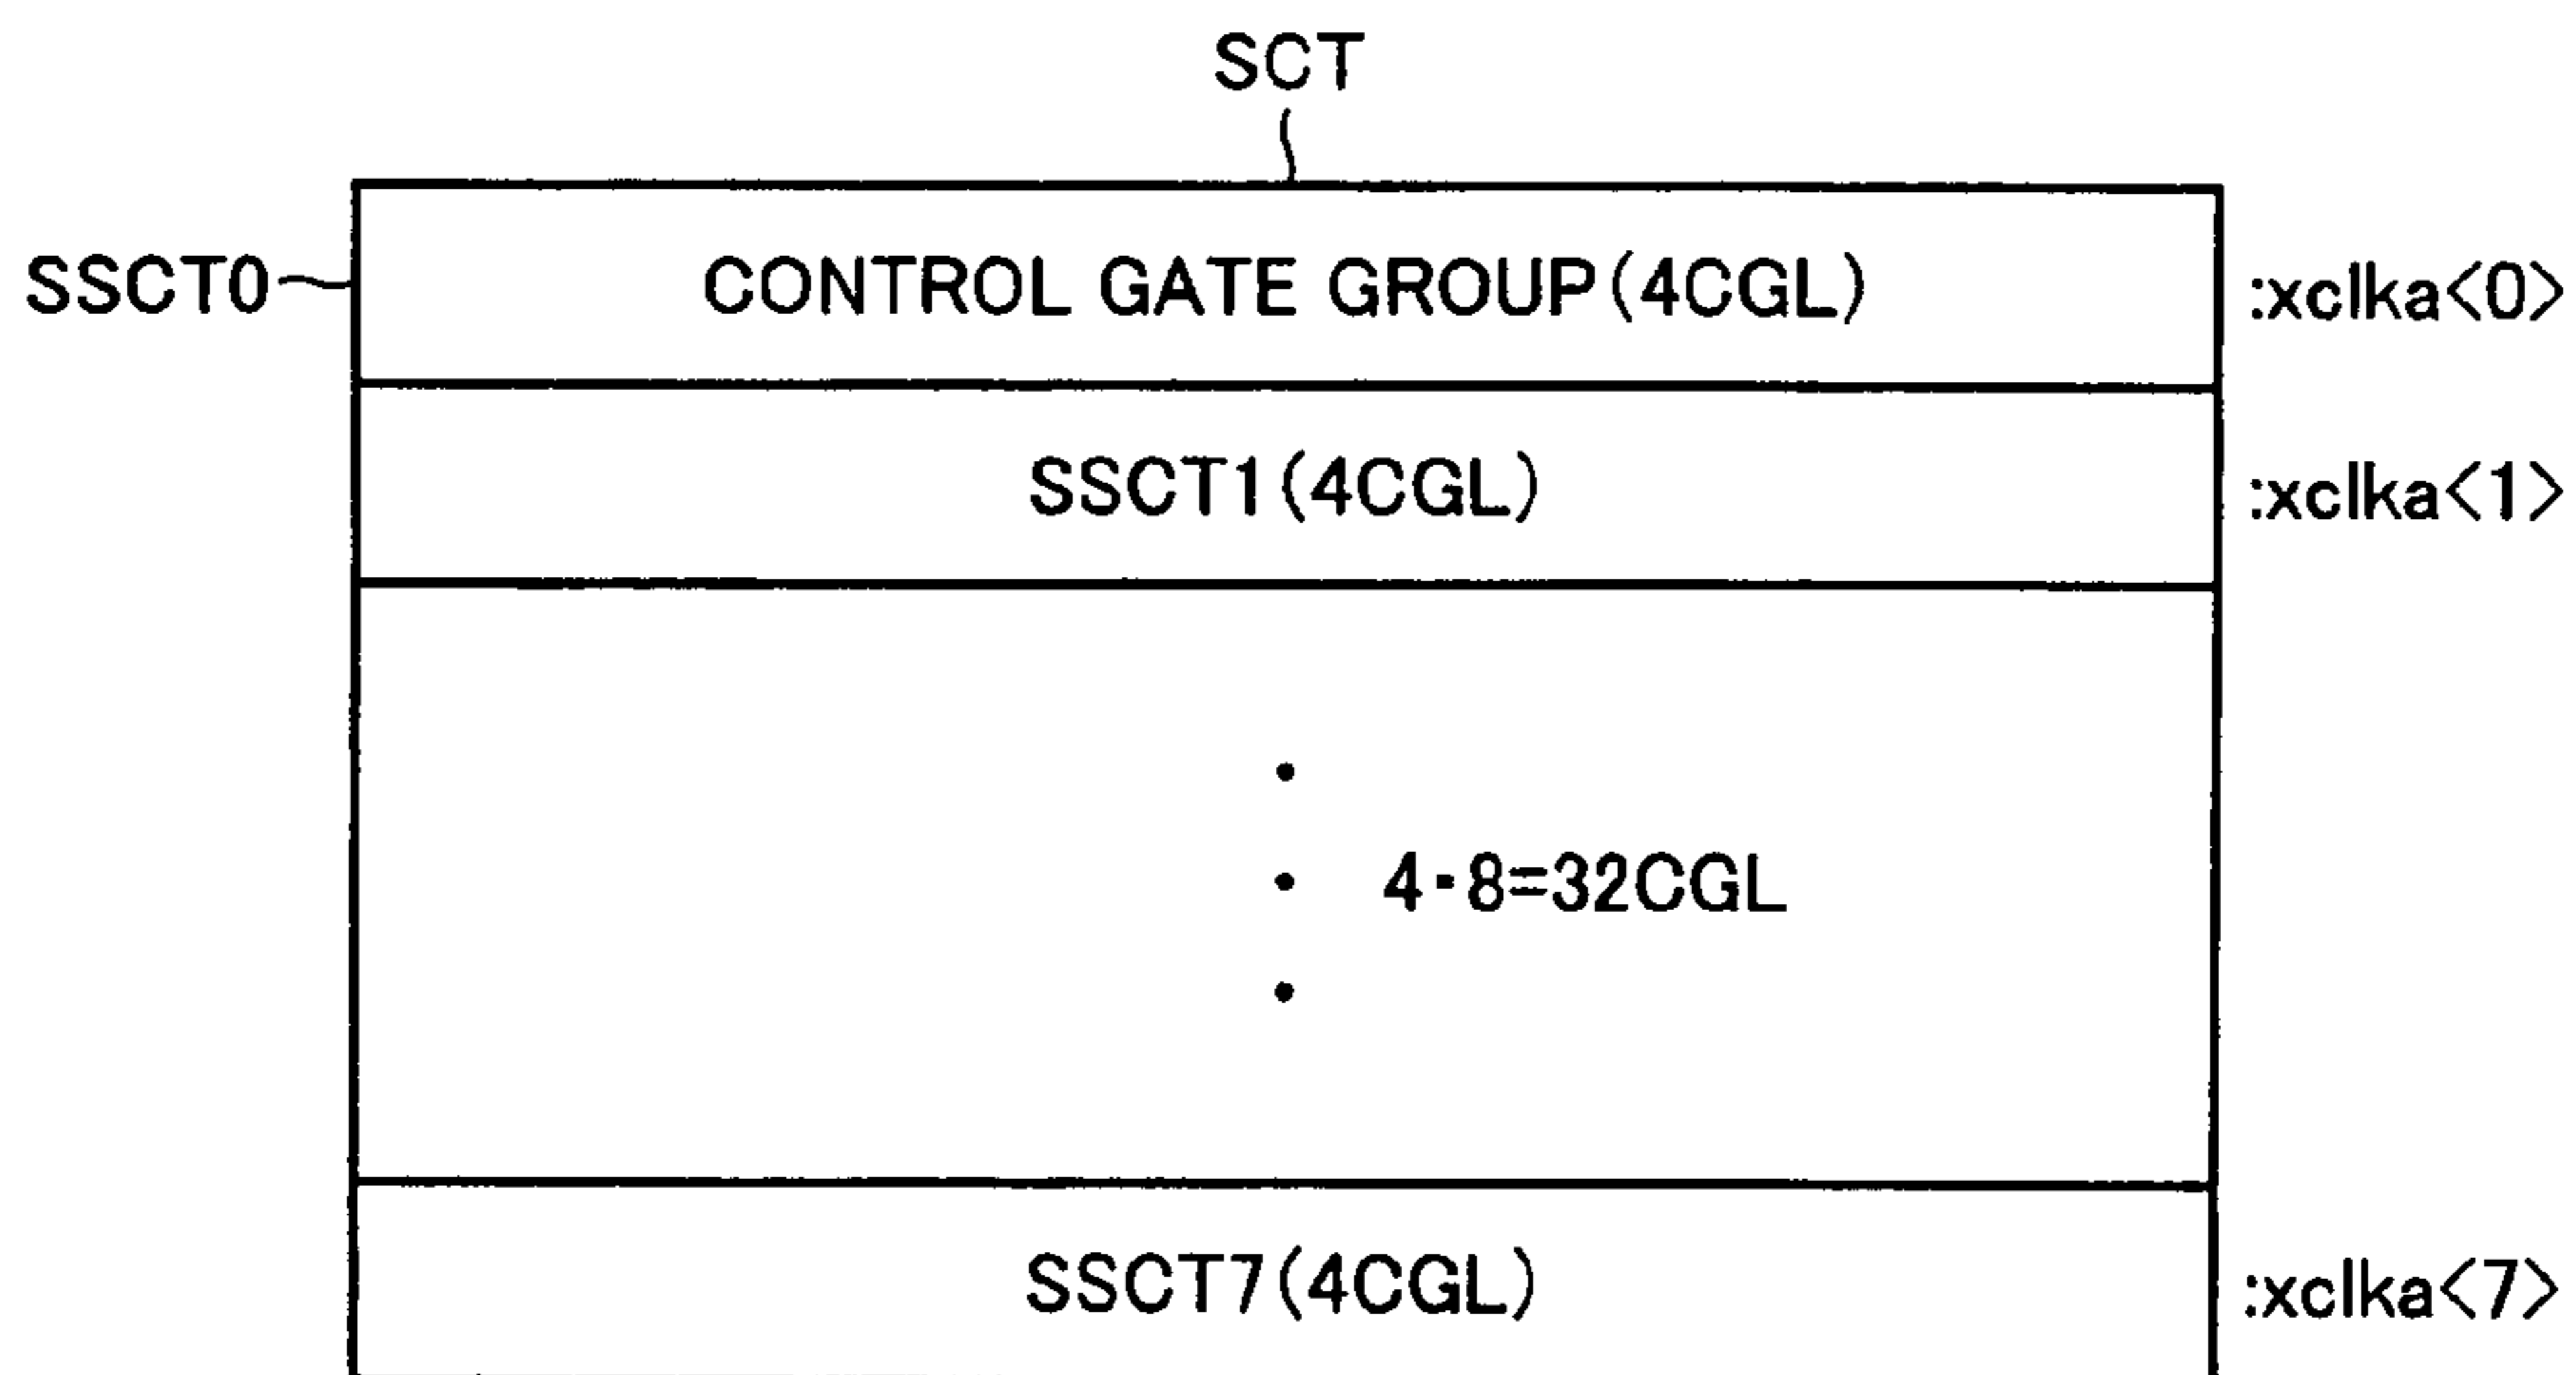 SCT
SSCT0 CONTROL GATE GROUP(4CGL) :xclka<0>
SSCT1(4CGL) :xclka<1>
4·8=32CGL
SSCT7(4CGL) :xclka<7>